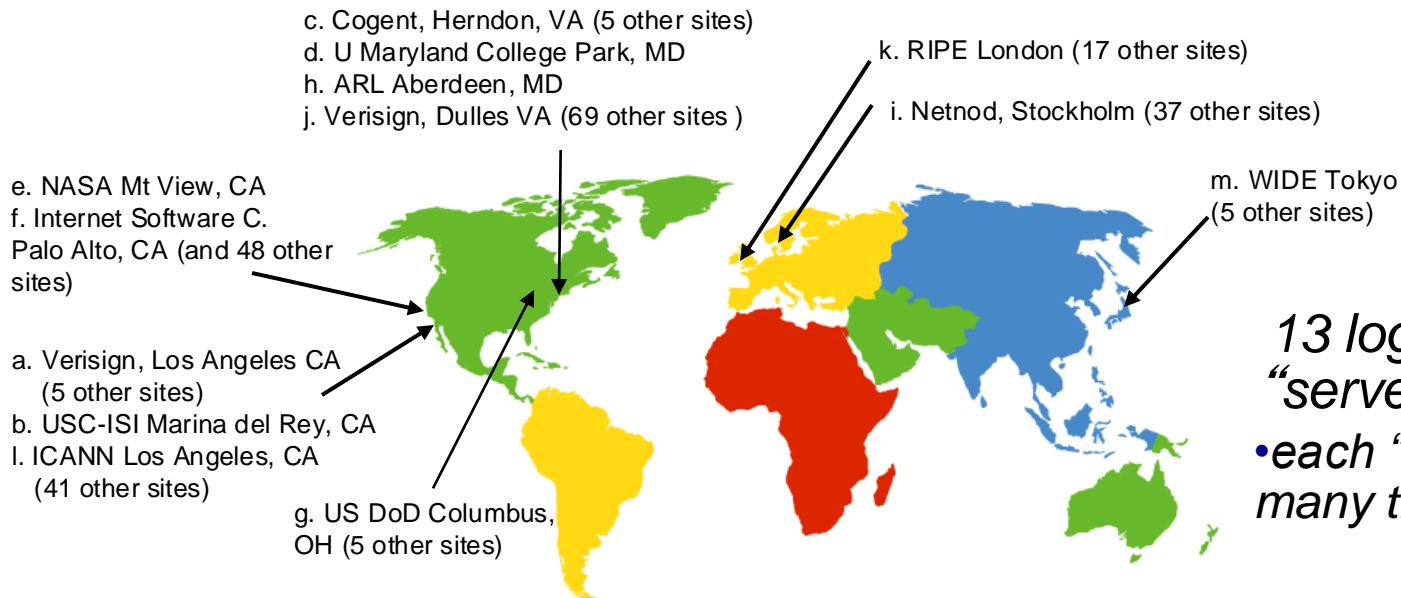 c. Cogent, Herndon, VA (5 other sites)
d. U Maryland College Park, MD
h. ARL Aberdeen, MD
j. Verisign, Dulles VA (69 other sites )
k. RIPE London (17 other sites)
i. Netnod, Stockholm (37 other sites)
m. WIDE Tokyo
(5 other sites)
e. NASA Mt View, CA
f. Internet Software C.
Palo Alto, CA (and 48 other
sites)
a. Verisign, Los Angeles CA
(5 other sites)
b. USC-ISI Marina del Rey, CA
l. ICANN Los Angeles, CA
(41 other sites)
g. US DoD Columbus,
OH (5 other sites)
13
•each
many